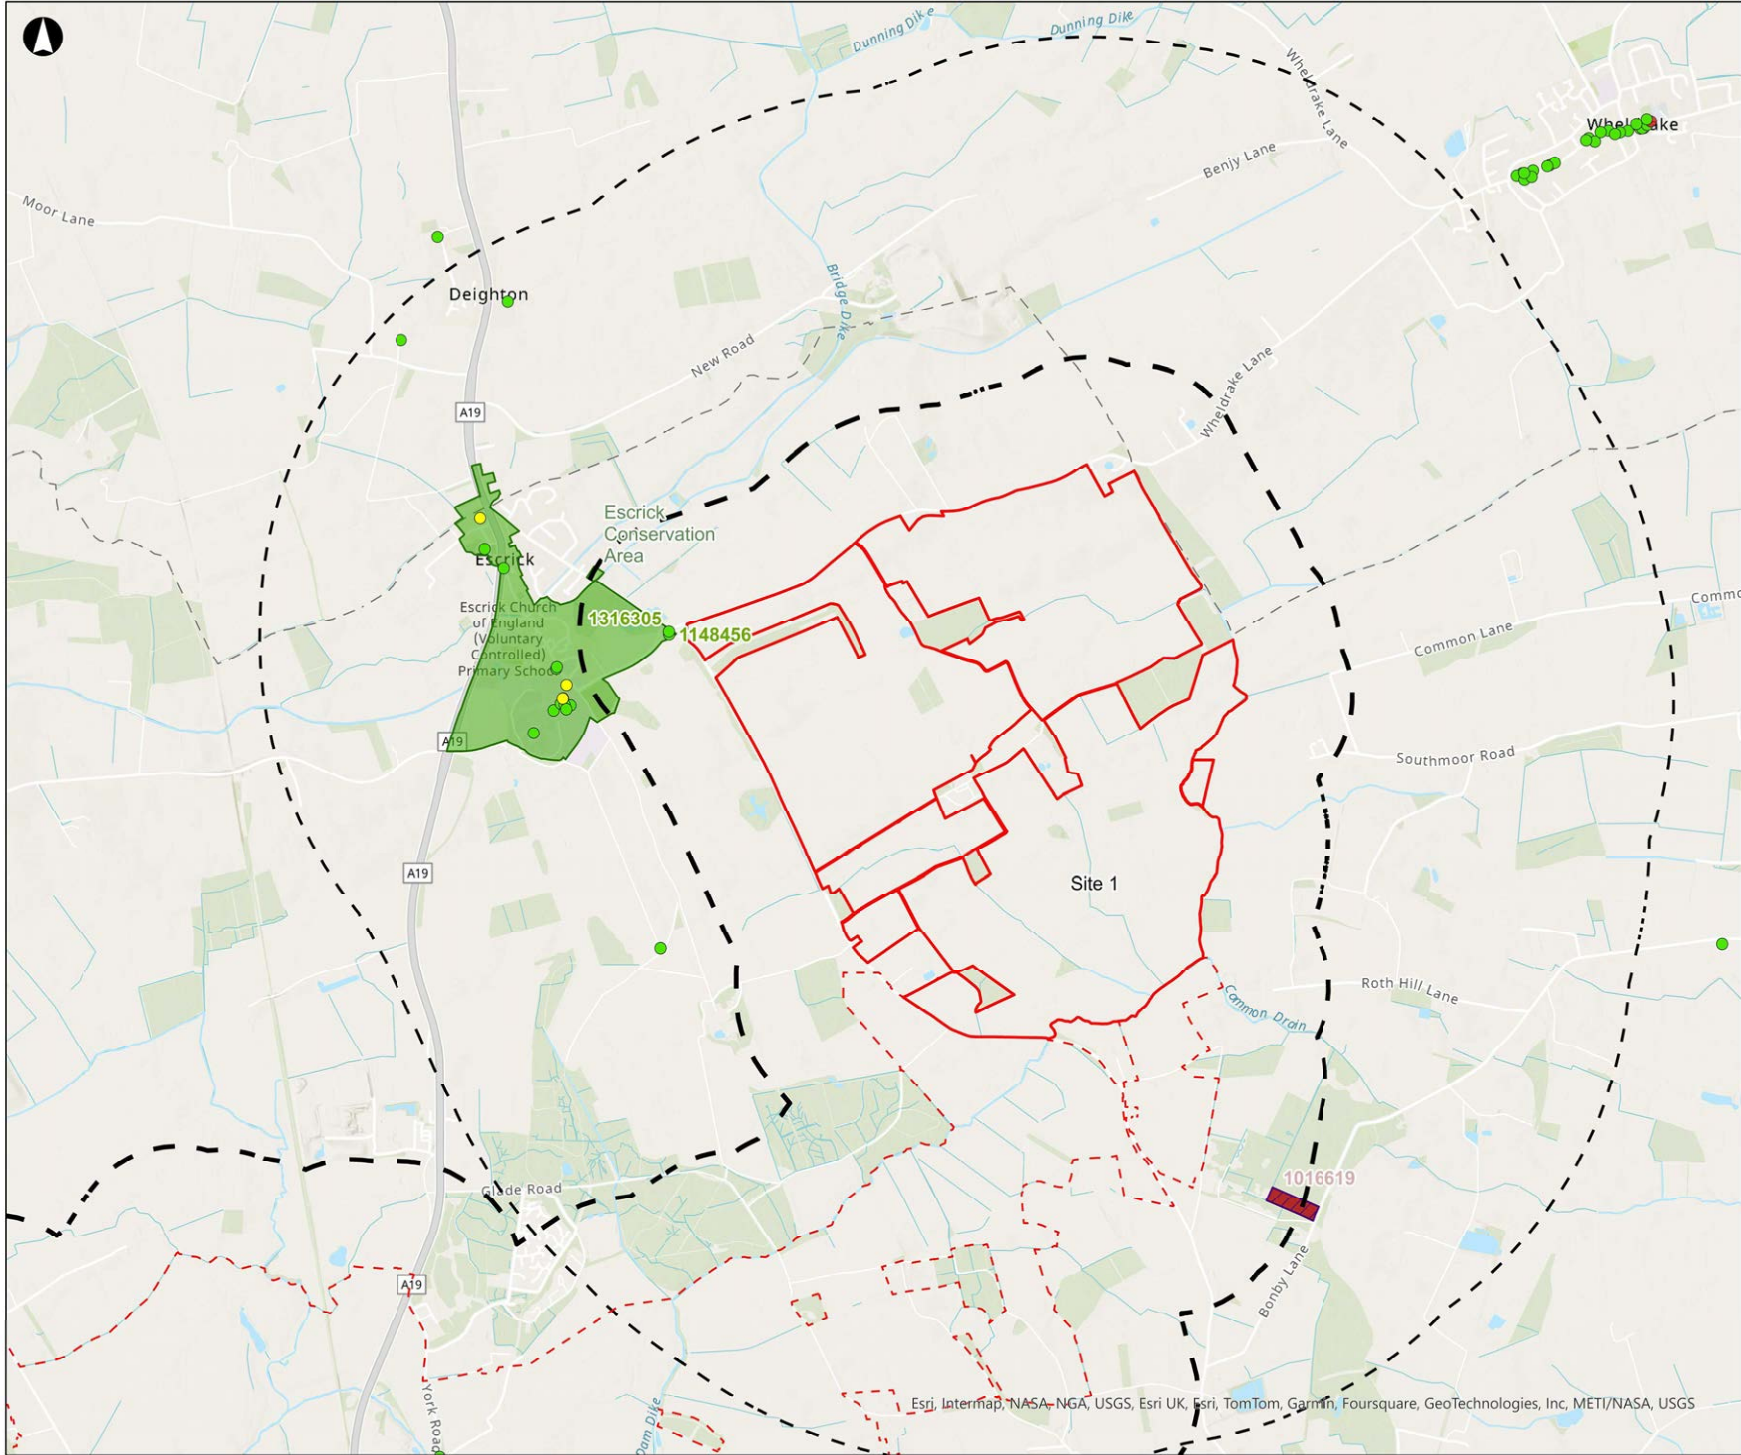 Dunning Dike
Dunning Dike
Wheldrake Lane
Wheldrake
Benjy Lane
Moor Lane
Bridge Dike
Deighton
New Road
Wheldrake Lane
A19
Escrick
Conservation
Area
Escrick
Common Lane
Escrick Church
of England
(Voluntary
Controlled)
Primary School
1316305
1148456
A19
Southmoor Road
A19
Site 1
Roth Hill Lane
Common Drain
Glade Road
1016619
A19
Bonby Lane
York Road
Dam Dike
Esri, Intermap, NASA, NGA, USGS, Esri UK, Esri, TomTom, Garmin, Foursquare, GeoTechnologies, Inc, METI/NASA, USGS